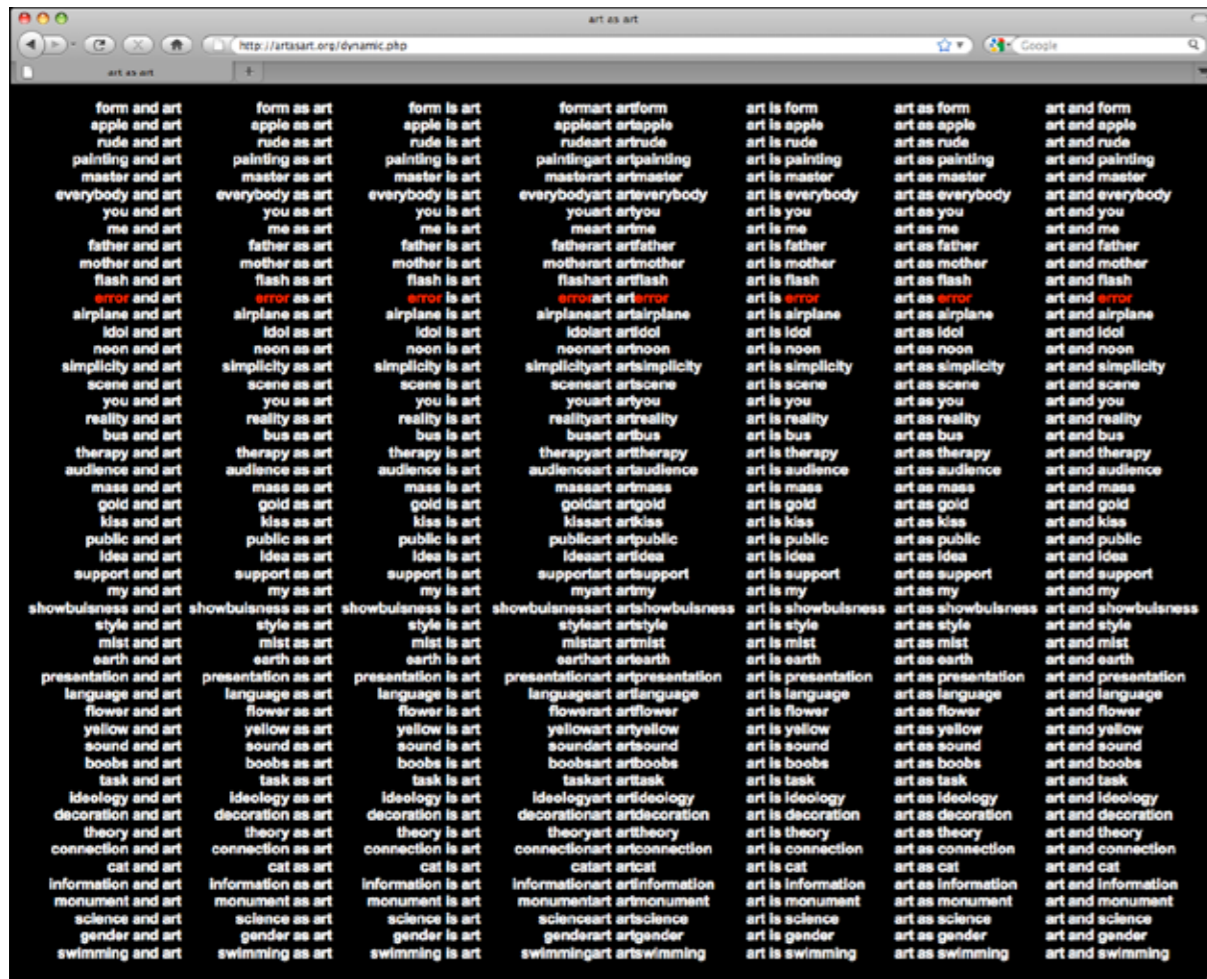 art as art
http://artasart.org/dynamic.php Google
art as art +
form and art form as art form is art formart artform art is form art as form art and form
apple and art apple as art apple is art appleart artapple art is apple art as apple art and apple
rude and art rude as art rude is art rudeart artrude art is rude art as rude art and rude
painting and art painting as art painting is art paintingart artpainting art is painting art as painting art and painting
master and art master as art master is art masterart artmaster art is master art as master art and master
everybody and art everybody as art everybody is art everybodyart arteverybody art is everybody art as everybody art and everybody
you and art you as art you is art youart artyou art is you art as you art and you
me and art me as art me is art meart artme art is me art as me art and me
father and art father as art father is art fatherart artfather art is father art as father art and father
mother and art mother as art mother is art motherart artmother art is mother art as mother art and mother
flash and art flash as art flash is art flashart artflash art is flash art as flash art and flash
error and art error as art error is art errorart arterror art is error art as error art and error
airplane and art airplane as art airplane is art airplaneart artairplane art is airplane art as airplane art and airplane
idol and art idol as art idol is art idolart artidol art is idol art as idol art and idol
noon and art noon as art noon is art noonart artnoon art is noon art as noon art and noon
simplicity and art simplicity as art simplicity is art simplicityart artsimplicity art is simplicity art as simplicity art and simplicity
scene and art scene as art scene is art sceneart artscene art is scene art as scene art and scene
you and art you as art you is art youart artyou art is you art as you art and you
reality and art reality as art reality is art realityart artreality art is reality art as reality art and reality
bus and art bus as art bus is art busart artbus art is bus art as bus art and bus
therapy and art therapy as art therapy is art therapyart arttherapy art is therapy art as therapy art and therapy
audience and art audience as art audience is art audienceart artaudience art is audience art as audience art and audience
mass and art mass as art mass is art massart artmass art is mass art as mass art and mass
gold and art gold as art gold is art goldart artgold art is gold art as gold art and gold
kiss and art kiss as art kiss is art kissart artkiss art is kiss art as kiss art and kiss
public and art public as art public is art publicart artpublic art is public art as public art and public
idea and art idea as art idea is art ideaart artidea art is idea art as idea art and idea
support and art support as art support is art supportart artsupport art is support art as support art and support
my and art my as art my is art myart artmy art is my art as my art and my
showbuisness and art showbuisness as art showbuisness is art showbuisnessart artshowbuisness art is showbuisness art as showbuisness art and showbuisness
style and art style as art style is art styleart artstyle art is style art as style art and style
mist and art mist as art mist is art mistart artmist art is mist art as mist art and mist
earth and art earth as art earth is art earthart artearth art is earth art as earth art and earth
presentation and art presentation as art presentation is art presentationart artpresentation art is presentation art as presentation art and presentation
language and art language as art language is art languageart artlanguage art is language art as language art and language
flower and art flower as art flower is art flowerart artflower art is flower art as flower art and flower
yellow and art yellow as art yellow is art yellowart artyellow art is yellow art as yellow art and yellow
sound and art sound as art sound is art soundart artsound art is sound art as sound art and sound
boobs and art boobs as art boobs is art boobsart artboobs art is boobs art as boobs art and boobs
task and art task as art task is art taskart arttask art is task art as task art and task
ideology and art ideology as art ideology is art ideologyart artideology art is ideology art as ideology art and ideology
decoration and art decoration as art decoration is art decorationart artdecoration art is decoration art as decoration art and decoration
theory and art theory as art theory is art theoryart arttheory art is theory art as theory art and theory
connection and art connection as art connection is art connectionart artconnection art is connection art as connection art and connection
cat and art cat as art cat is art catart artcat art is cat art as cat art and cat
information and art information as art information is art informationart artinformation art is information art as information art and information
monument and art monument as art monument is art monumentart artmonument art is monument art as monument art and monument
science and art science as art science is art scienceart artscience art is science art as science art and science
gender and art gender as art gender is art genderart artgender art is gender art as gender art and gender
swimming and art swimming as art swimming is art swimmingart artswimming art is swimming art as swimming art and swimming